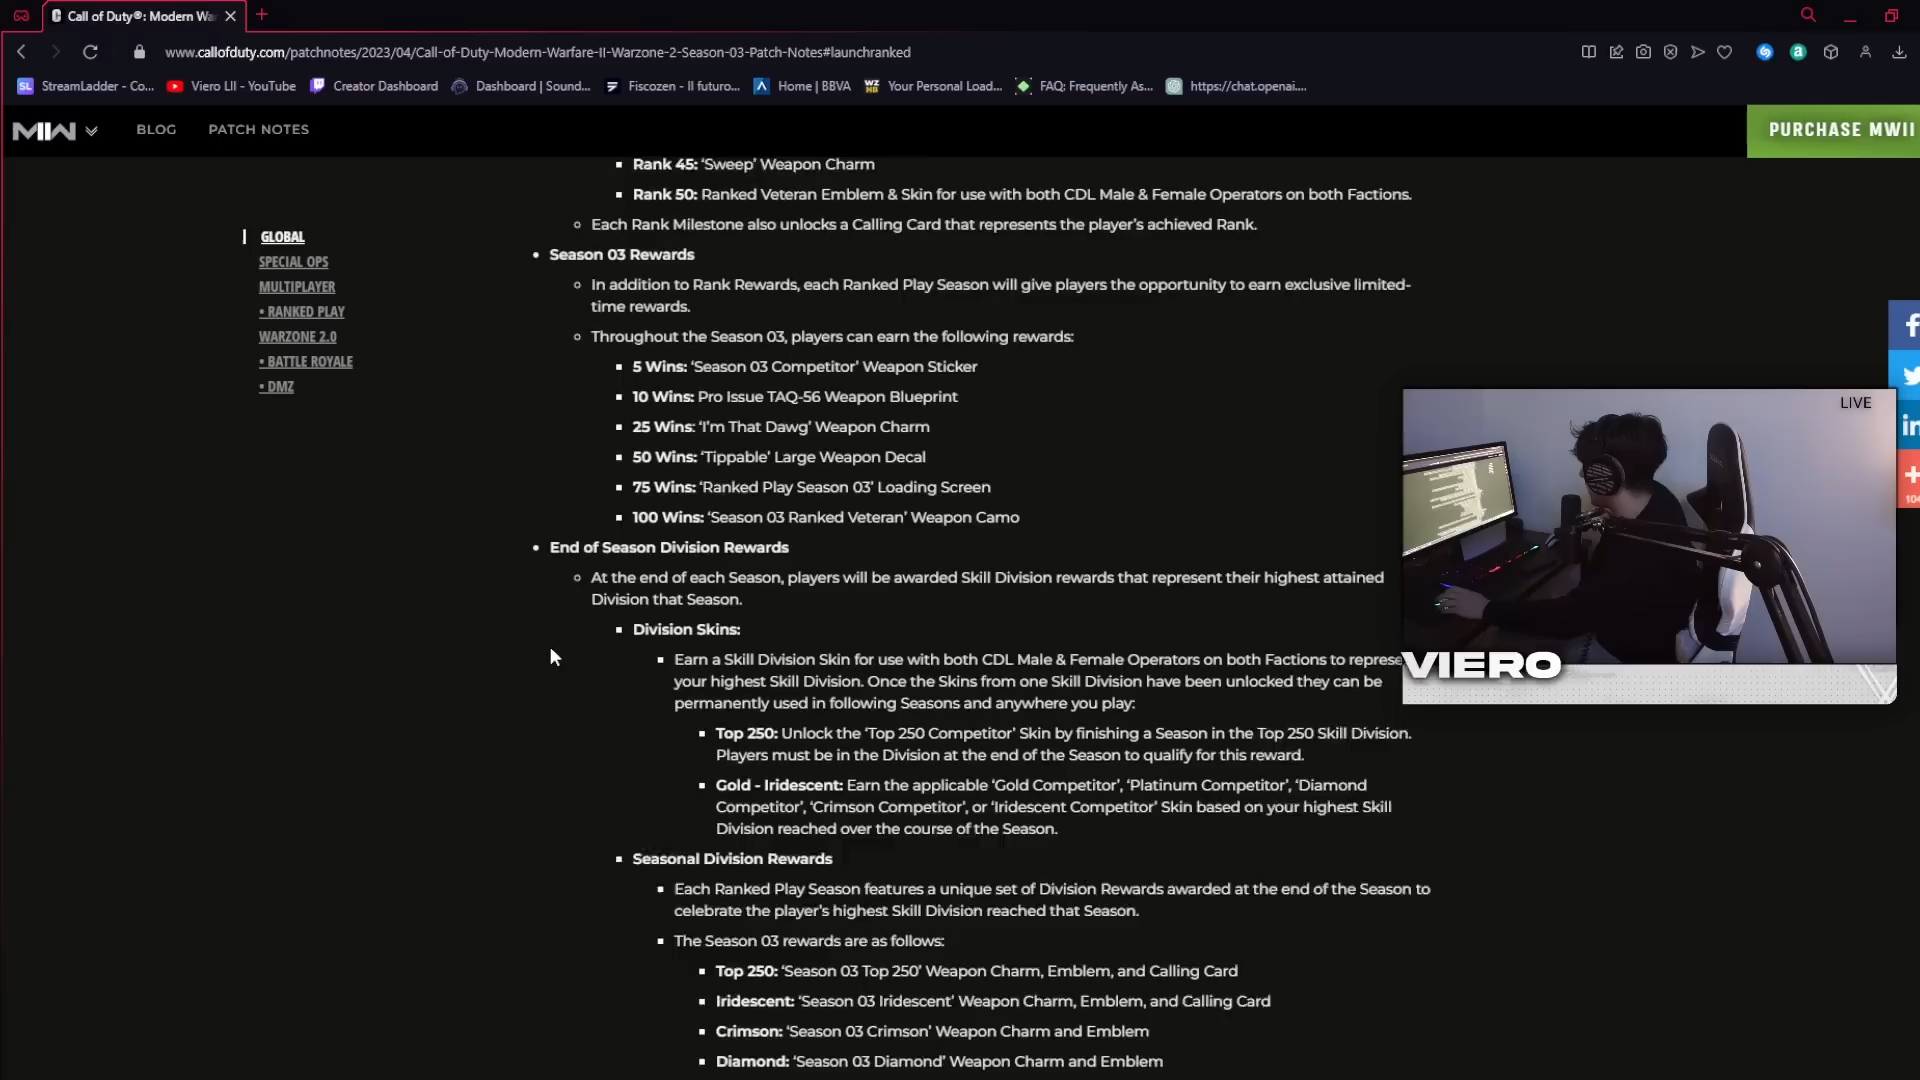 Call of Duty®: Modern Wa
www.callofduty.com/patchnotes/2023/04/Call-of-Duty-Modern-Warfare-II-Warzone-2-Season-03-Patch-Notes#launchranked
SL StreamLadder - Co...
Viero LII - YouTube
Creator Dashboard
Dashboard | Sound...
Fiscozen - Il futuro...
Home | BBVA
Your Personal Load...
FAQ: Frequently As...
https://chat.openai....
MW BLOG PATCH NOTES PURCHASE MWII
GLOBAL
SPECIAL OPS
MULTIPLAYER
• RANKED PLAY
WARZONE 2.0
• BATTLE ROYALE
• DMZ
Rank 45: ‘Sweep’ Weapon Charm
Rank 50: Ranked Veteran Emblem & Skin for use with both CDL Male & Female Operators on both Factions.
Each Rank Milestone also unlocks a Calling Card that represents the player’s achieved Rank.
Season 03 Rewards
In addition to Rank Rewards, each Ranked Play Season will give players the opportunity to earn exclusive limited-
time rewards.
Throughout the Season 03, players can earn the following rewards:
5 Wins: ‘Season 03 Competitor’ Weapon Sticker
10 Wins: Pro Issue TAQ-56 Weapon Blueprint
25 Wins: ‘I’m That Dawg’ Weapon Charm
50 Wins: ‘Tippable’ Large Weapon Decal
75 Wins: ‘Ranked Play Season 03’ Loading Screen
100 Wins: ‘Season 03 Ranked Veteran’ Weapon Camo
End of Season Division Rewards
At the end of each Season, players will be awarded Skill Division rewards that represent their highest attained
Division that Season.
Division Skins:
Earn a Skill Division Skin for use with both CDL Male & Female Operators on both Factions to represe
your highest Skill Division. Once the Skins from one Skill Division have been unlocked they can be
permanently used in following Seasons and anywhere you play:
Top 250: Unlock the ‘Top 250 Competitor’ Skin by finishing a Season in the Top 250 Skill Division.
Players must be in the Division at the end of the Season to qualify for this reward.
Gold - Iridescent: Earn the applicable ‘Gold Competitor’, ‘Platinum Competitor’, ‘Diamond
Competitor’, ‘Crimson Competitor’, or ‘Iridescent Competitor’ Skin based on your highest Skill
Division reached over the course of the Season.
Seasonal Division Rewards
Each Ranked Play Season features a unique set of Division Rewards awarded at the end of the Season to
celebrate the player’s highest Skill Division reached that Season.
The Season 03 rewards are as follows:
Top 250: ‘Season 03 Top 250’ Weapon Charm, Emblem, and Calling Card
Iridescent: ‘Season 03 Iridescent’ Weapon Charm, Emblem, and Calling Card
Crimson: ‘Season 03 Crimson’ Weapon Charm and Emblem
Diamond: ‘Season 03 Diamond’ Weapon Charm and Emblem
LIVE
VIERO